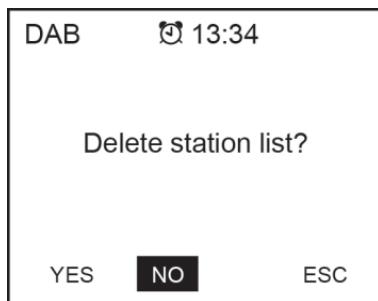 DAB 13:34
Delete station list?
YES NO ESC